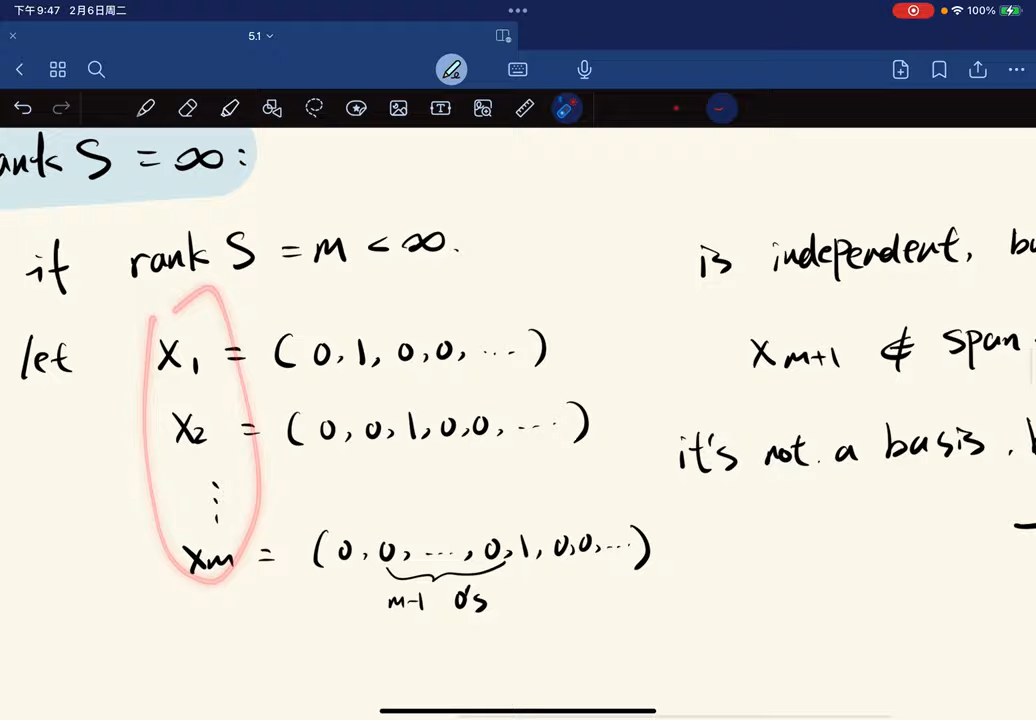 下午9:47 2月6日周二
100%
5.1
rank S = ∞:
if rank S = m < ∞.
let x₁ = (0, 1, 0, 0, ...)
x₂ = (0, 0, 1, 0, 0, ...)
⋮
xₘ = (0, 0, ..., 0, 1, 0, 0, ...)
m-1 0's
is independent,
xₘ₊₁ ∉ span
it's not a basis.